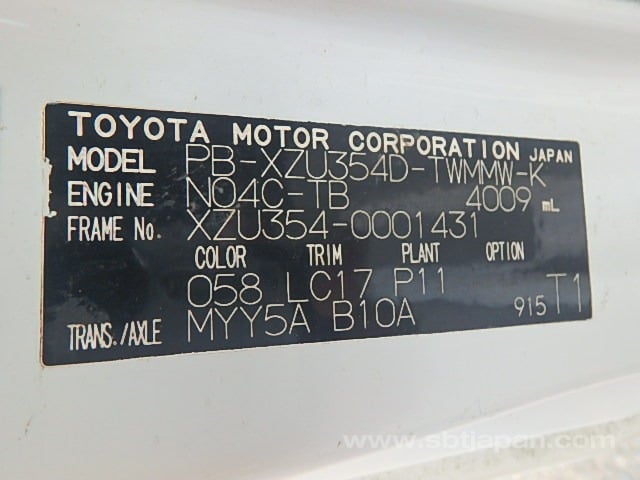 TOYOTA MOTOR CORPORATION JAPAN
MODEL PB-XZU354D-TWMMW-K
ENGINE N04C-TB 4009 mL
FRAME No. XZU354-0001431
COLOR TRIM PLANT OPTION
058 LC17 P11
TRANS./AXLE MYY5A B10A 915 T1
www.sbtjapan.com